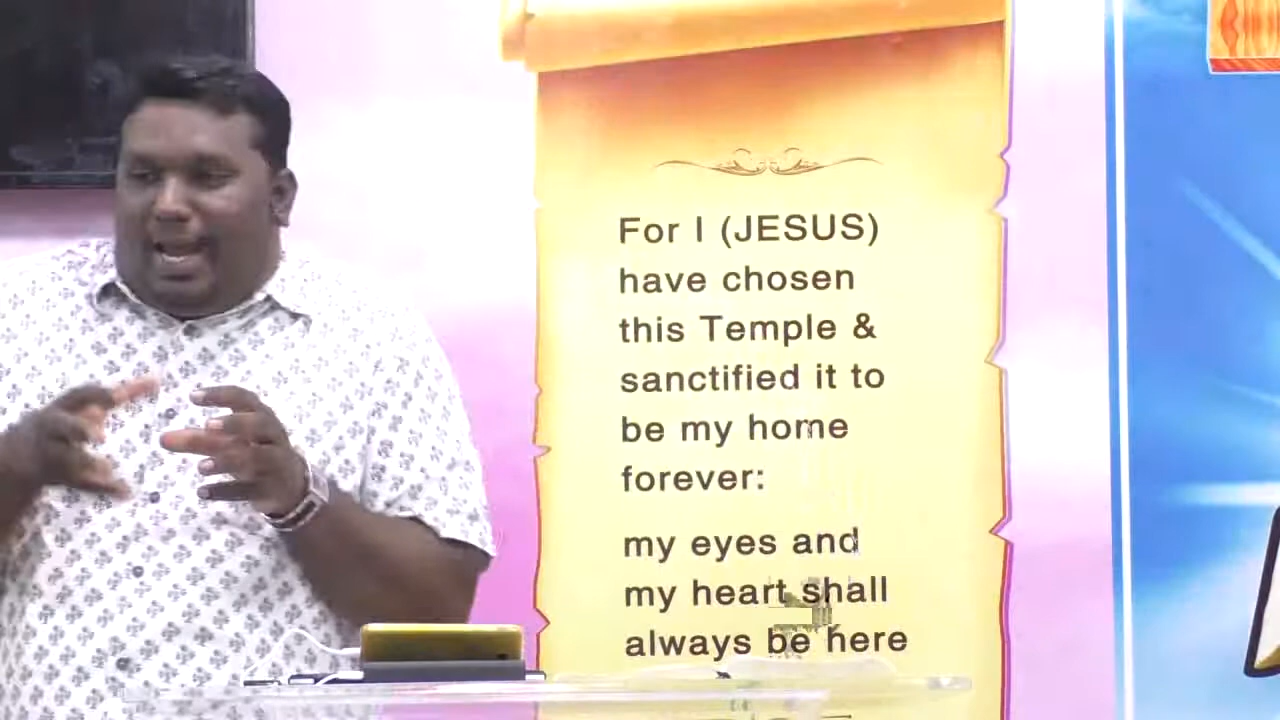 For I (JESUS)
have chosen
this Temple &
sanctified it to
be my home
forever:
my eyes and
my heart shall
always be here